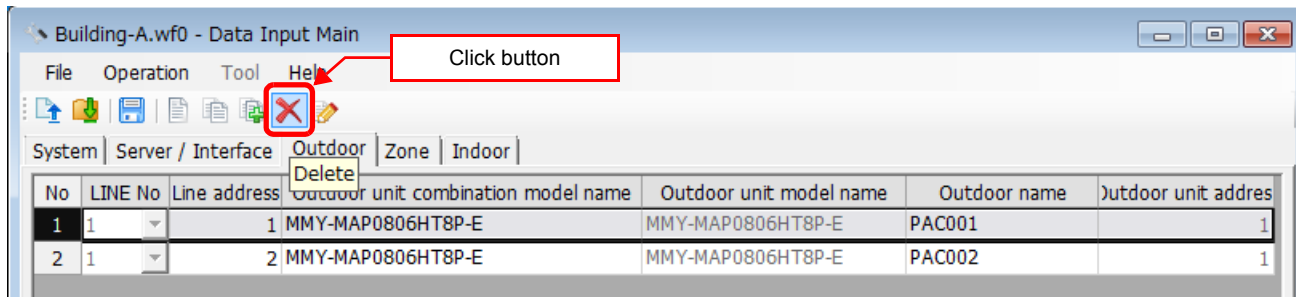 Building-A.wf0 - Data Input Main
Click button
File Operation Tool Help
System Server / Interface Outdoor Zone Indoor
Delete
No LINE No Line address Outdoor unit combination model name Outdoor unit model name Outdoor name Outdoor unit addres
1 1 1 MMY-MAP0806HT8P-E MMY-MAP0806HT8P-E PAC001 1
2 1 2 MMY-MAP0806HT8P-E MMY-MAP0806HT8P-E PAC002 1